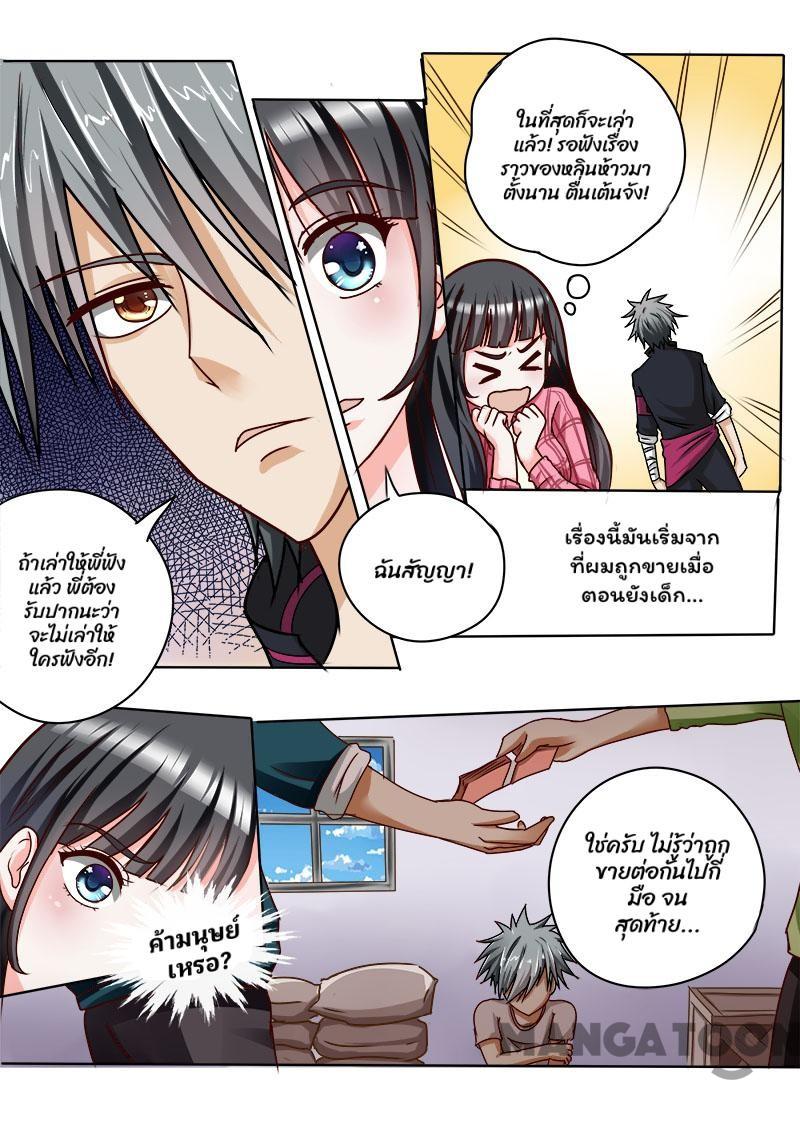 ถ้าเล่าให้พี่ฟัง
แล้ว พี่ต้อง
รับปากนะว่า
จะไม่เล่าให้
ใครฟังอีก!
ฉันสัญญา!
ในที่สุดก็จะเล่า
แล้ว! รอฟังเรื่อง
ราวของหลินห้าวมา
ตั้งนาน ตื่นเต้นจัง!
เรื่องนี้มันเริ่มจาก
ที่ผมถูกขายเมื่อ
ตอนยังเด็ก...
ค้ามนุษย์
เหรอ?
ใช่ครับ ไม่รู้ว่าถูก
ขายต่อกันไปกี่
มือ จน
สุดท้าย...
MANGATOON